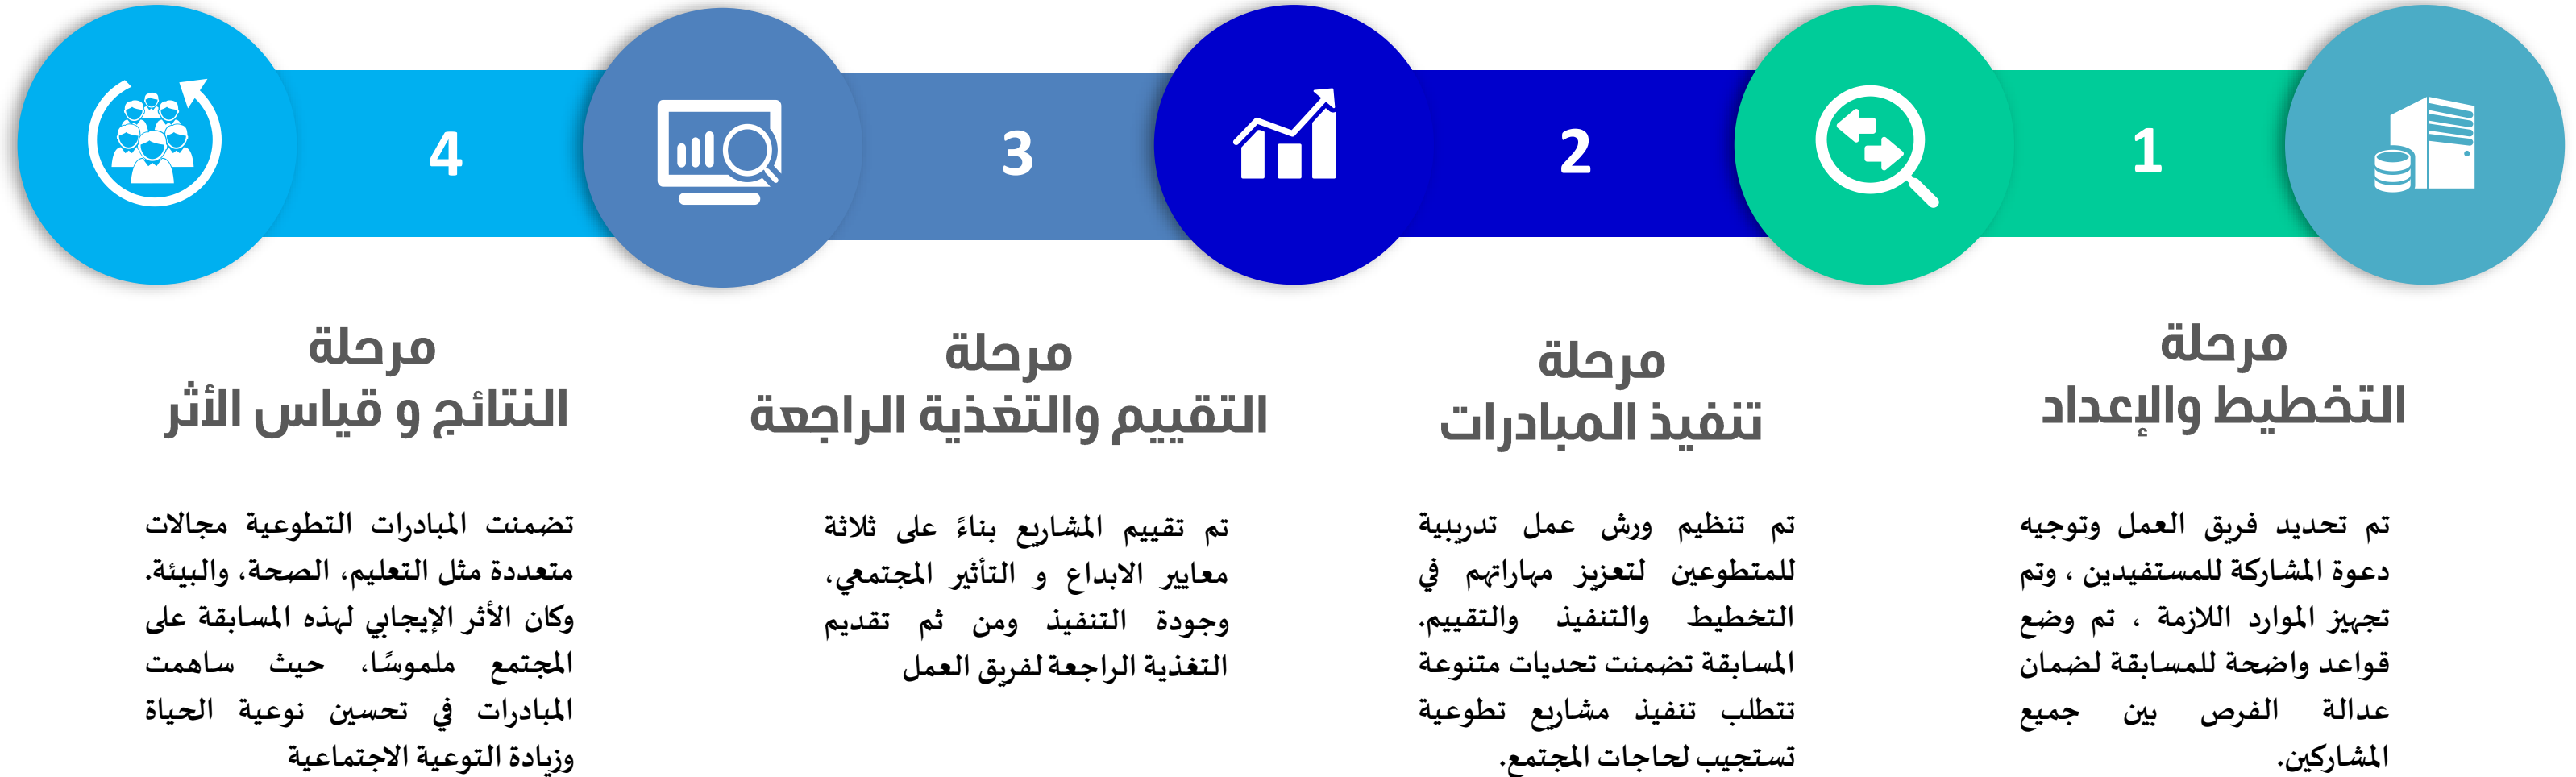 1
2
3
4
مرحلة
التخطيط والإعداد
تم تحديد فريق العمل وتوجيه
دعوة المشاركة للمستفيدين ، وتم
تجهيز الموارد اللازمة ، تم وضع
قواعد واضحة للمسابقة لضمان
عدالة الفرص بين جميع
المشاركين.
مرحلة
تنفيذ المبادرات
تم تنظيم ورش عمل تدريبية
للمتطوعين لتعزيز مهاراتهم في
التخطيط والتنفيذ والتقييم.
المسابقة تضمنت تحديات متنوعة
تتطلب تنفيذ مشاريع تطوعية
تستجيب لحاجات المجتمع.
مرحلة
التقييم والتغذية الراجعة
تم تقييم المشاريع بناءً على ثلاثة
معايير الابداع و التأثير المجتمعي،
وجودة التنفيذ ومن ثم تقديم
التغذية الراجعة لفريق العمل
مرحلة
النتائج و قياس الأثر
تضمنت المبادرات التطوعية مجالات
متعددة مثل التعليم، الصحة، والبيئة.
وكان الأثر الإيجابي لهذه المسابقة على
المجتمع ملموسًا، حيث ساهمت
المبادرات في تحسين نوعية الحياة
وزيادة التوعية الاجتماعية